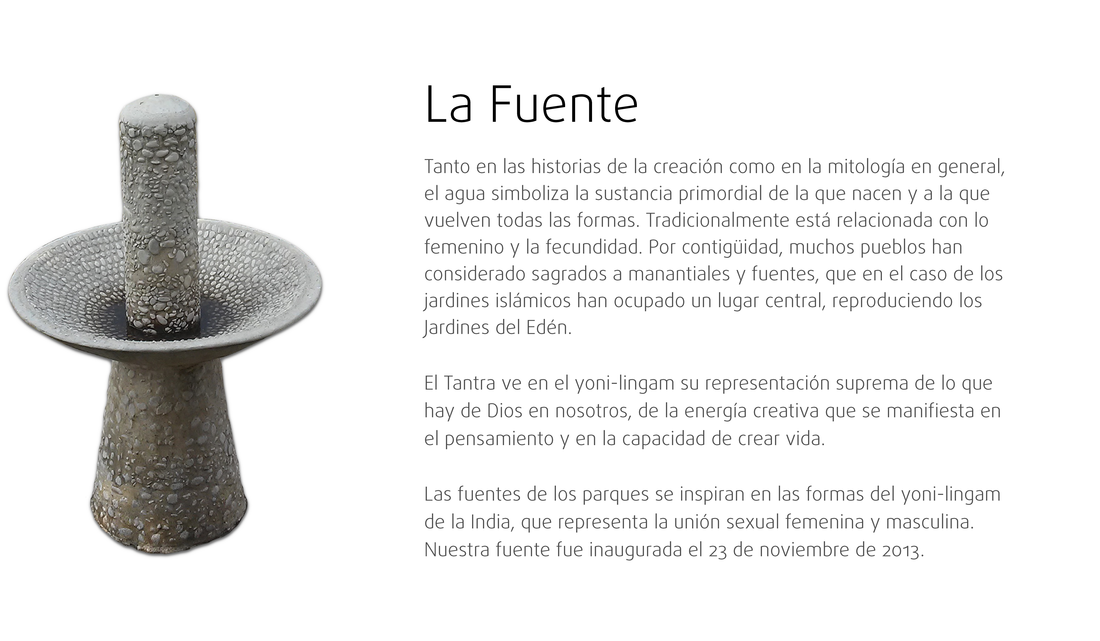 La Fuente
Tanto en las historias de la creación como en la mitología en general,
el agua simboliza la sustancia primordial de la que nacen y a la que
vuelven todas las formas. Tradicionalmente está relacionada con lo
femenino y la fecundidad. Por contigüidad, muchos pueblos han
considerado sagrados a manantiales y fuentes, que en el caso de los
jardines islámicos han ocupado un lugar central, reproduciendo los
Jardines del Edén.
El Tantra ve en el yoni-lingam su representación suprema de lo que
hay de Dios en nosotros, de la energía creativa que se manifiesta en
el pensamiento y en la capacidad de crear vida.
Las fuentes de los parques se inspiran en las formas del yoni-lingam
de la India, que representa la unión sexual femenina y masculina.
Nuestra fuente fue inaugurada el 23 de noviembre de 2013.